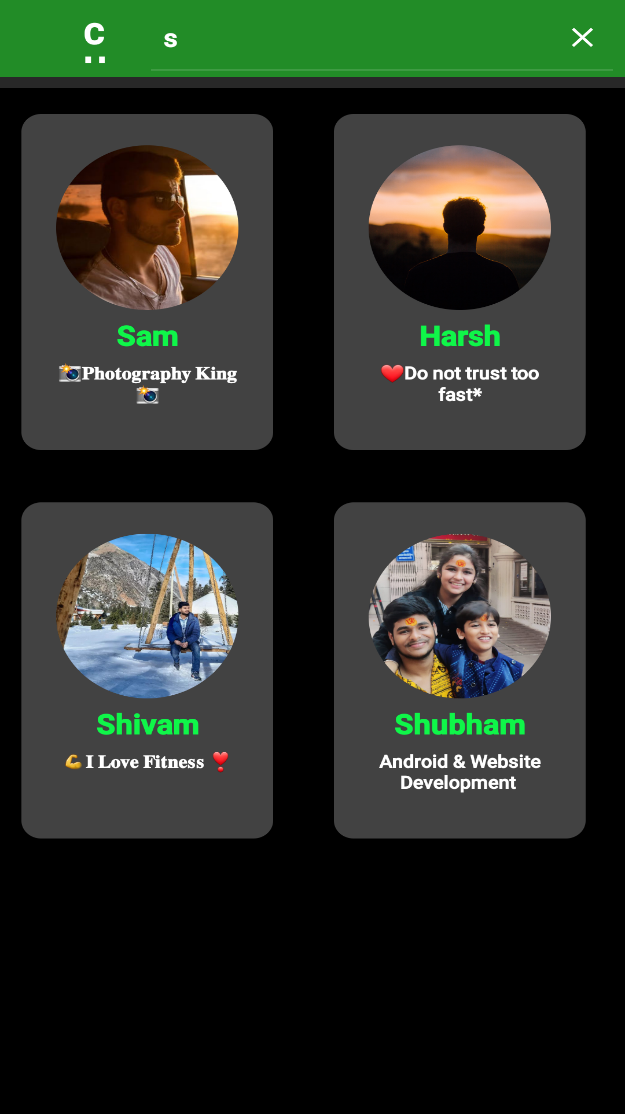 C
..
s
Sam
📸Photography King
📸
Harsh
❤️Do not trust too
fast*
Shivam
💪I Love Fitness ❣️
Shubham
Android & Website
Development